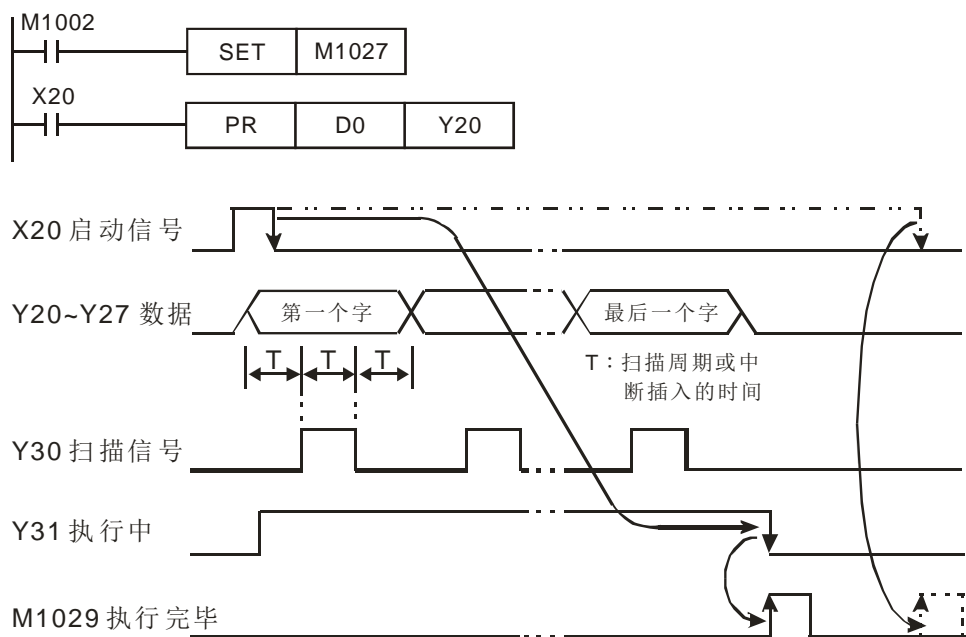 M1002
SET M1027
X20
PR D0 Y20
X20 启动信号
Y20~Y27 数据
第一个字
最后一个字
T T T
T：扫描周期或中
断插入的时间
Y30 扫描信号
Y31 执行中
M1029 执行完毕